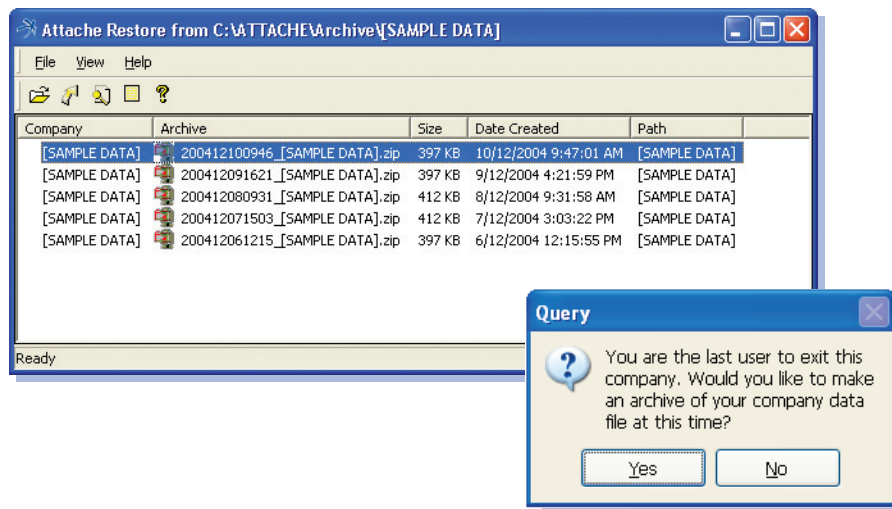 Attache Restore from C:\ATTACHE\Archive\[SAMPLE DATA]
File View Help
Company Archive Size Date Created Path
[SAMPLE DATA] 200412100946_[SAMPLE DATA].zip 397 KB 10/12/2004 9:47:01 AM [SAMPLE DATA]
[SAMPLE DATA] 200412091621_[SAMPLE DATA].zip 397 KB 9/12/2004 4:21:59 PM [SAMPLE DATA]
[SAMPLE DATA] 200412080931_[SAMPLE DATA].zip 412 KB 8/12/2004 9:31:58 AM [SAMPLE DATA]
[SAMPLE DATA] 200412071503_[SAMPLE DATA].zip 412 KB 7/12/2004 3:03:22 PM [SAMPLE DATA]
[SAMPLE DATA] 200412061215_[SAMPLE DATA].zip 397 KB 6/12/2004 12:15:55 PM [SAMPLE DATA]
Ready
Query
You are the last user to exit this
company. Would you like to make
an archive of your company data
file at this time?
Yes No